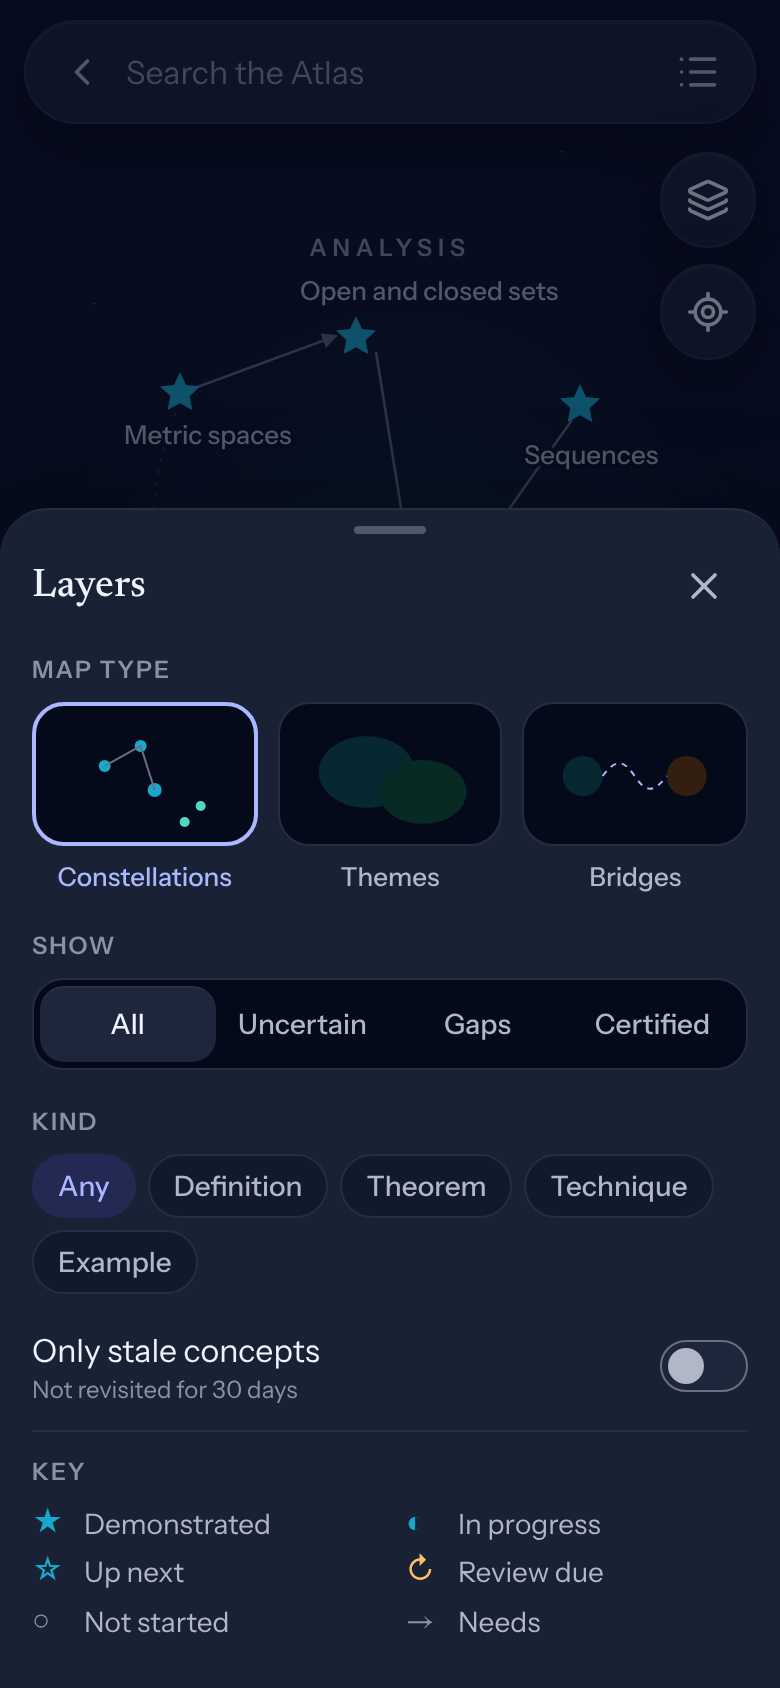 Search the Atlas
ANALYSIS
Open and closed sets
Metric spaces
Sequences
Layers
MAP TYPE
Constellations
Themes
Bridges
SHOW
All
Uncertain
Gaps
Certified
KIND
Any
Definition
Theorem
Technique
Example
Only stale concepts
Not revisited for 30 days
KEY
Demonstrated
In progress
Up next
Review due
Not started
Needs